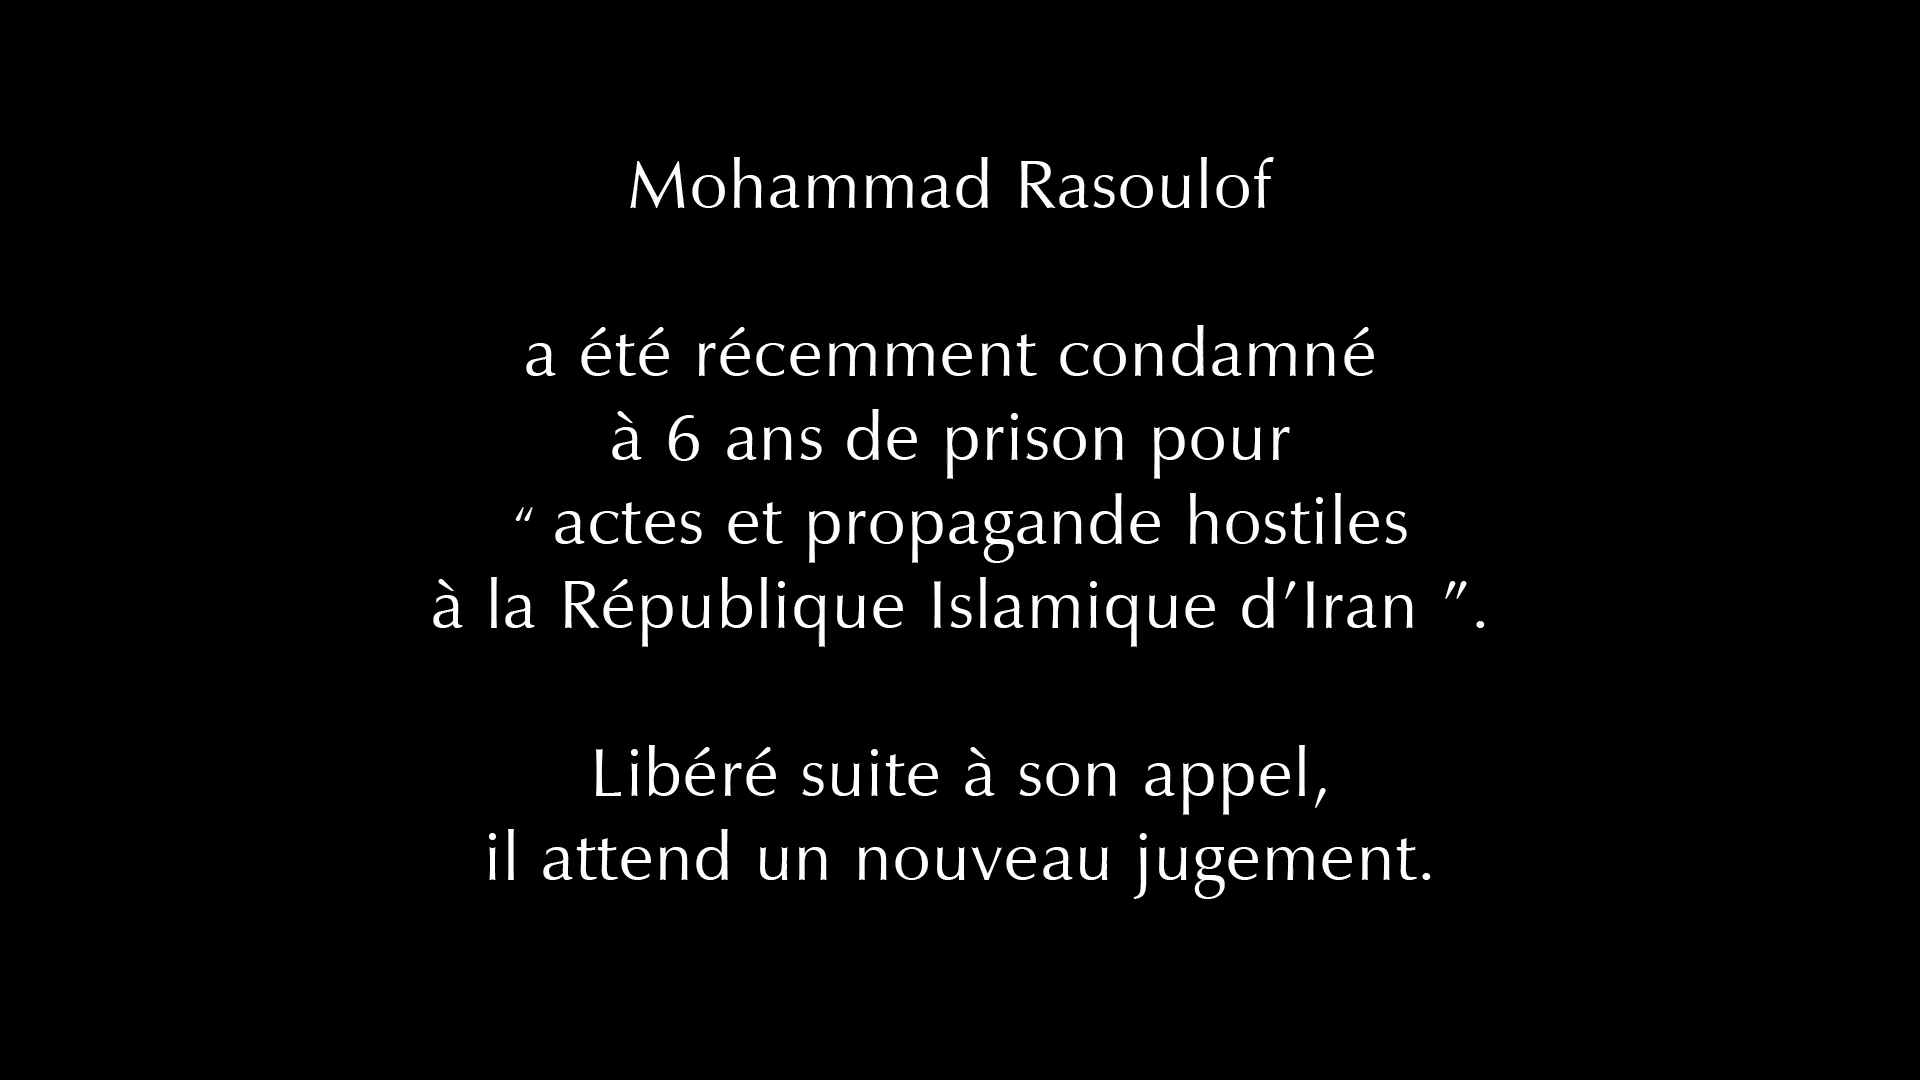 Mohammad Rasoulof
a été récemment condamné
à 6 ans de prison pour
“ actes et propagande hostiles
à la République Islamique d’Iran ”.
Libéré suite à son appel,
il attend un nouveau jugement.